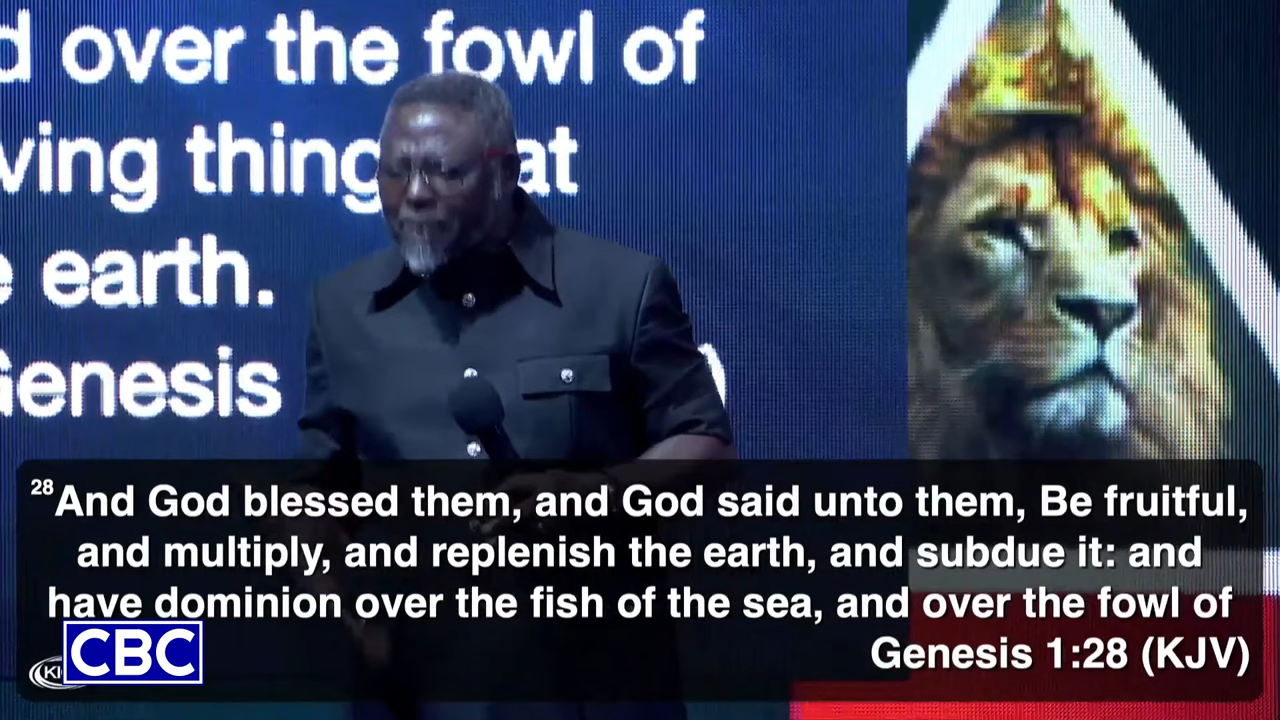 d over the fowl of
ving thing at
e earth.
Genesis )
28 And God blessed them, and God said unto them, Be fruitful,
and multiply, and replenish the earth, and subdue it: and
have dominion over the fish of the sea, and over the fowl of
Genesis 1:28 (KJV)
CBC